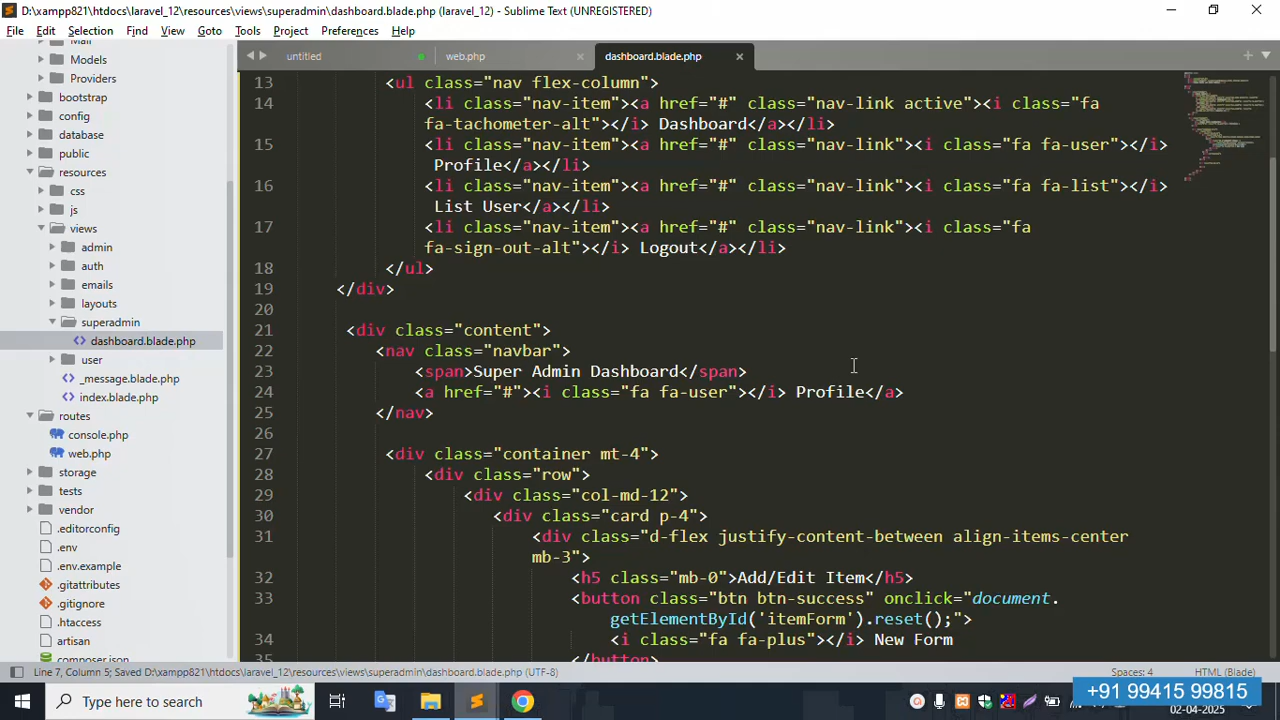 D:\xampp821\htdocs\laravel_12\resources\views\superadmin\dashboard.blade.php (laravel_12) - Sublime Text (UNREGISTERED)
File Edit Selection Find View Goto Tools Project Preferences Help
untitled web.php dashboard.blade.php
Models
Providers
bootstrap
config
database
public
resources
css
js
views
admin
auth
emails
layouts
superadmin
dashboard.blade.php
user
_message.blade.php
index.blade.php
routes
console.php
web.php
storage
tests
vendor
.editorconfig
.env
.env.example
.gitattributes
.gitignore
.htaccess
artisan
composer.json
13 <ul class="nav flex-column">
14 <li class="nav-item"><a href="#" class="nav-link active"><i class="fa
fa-tachometer-alt"></i> Dashboard</a></li>
15 <li class="nav-item"><a href="#" class="nav-link"><i class="fa fa-user"></i>
Profile</a></li>
16 <li class="nav-item"><a href="#" class="nav-link"><i class="fa fa-list"></i>
List User</a></li>
17 <li class="nav-item"><a href="#" class="nav-link"><i class="fa
fa-sign-out-alt"></i> Logout</a></li>
18 </ul>
19 </div>
20
21 <div class="content">
22 <nav class="navbar">
23 <span>Super Admin Dashboard</span>
24 <a href="#"><i class="fa fa-user"></i> Profile</a>
25 </nav>
26
27 <div class="container mt-4">
28 <div class="row">
29 <div class="col-md-12">
30 <div class="card p-4">
31 <div class="d-flex justify-content-between align-items-center
mb-3">
32 <h5 class="mb-0">Add/Edit Item</h5>
33 <button class="btn btn-success" onclick="document.
getElementById('itemForm').reset();">
34 <i class="fa fa-plus"></i> New Form
35 </button>
Line 7, Column 5; Saved D:\xampp821\htdocs\laravel_12\resources\views\superadmin\dashboard.blade.php (UTF-8) Spaces: 4 HTML (Blade)
Type here to search
+91 99415 99815
02-04-2025